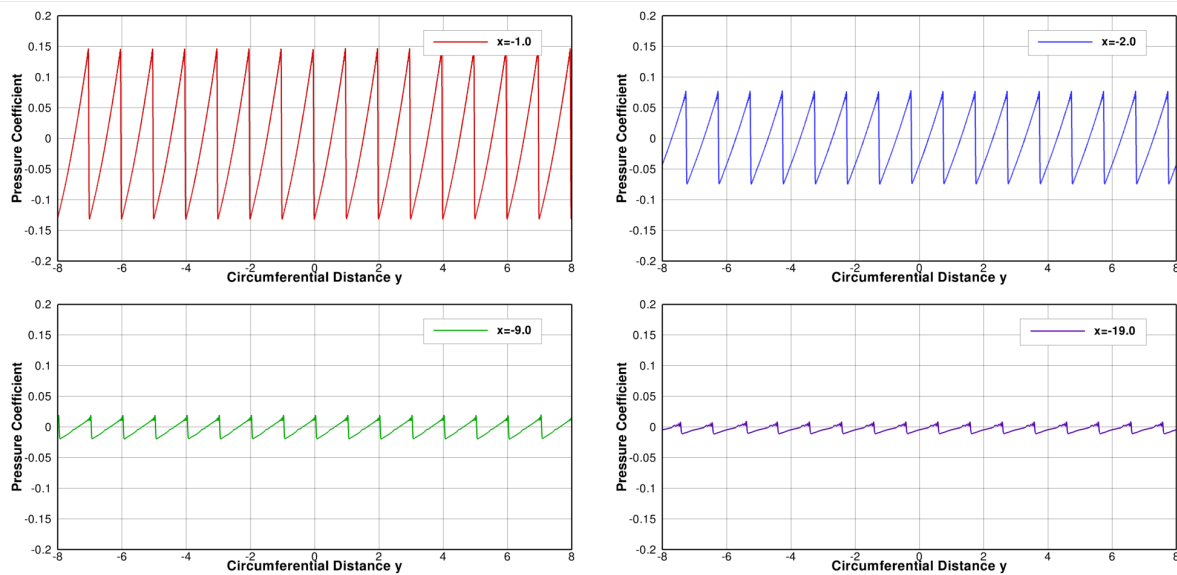 0.2
0.15
0.1
0.05
0
-0.05
-0.1
-0.15
-0.2
Pressure Coefficient
x=-1.0
-8 -6 -4 -2 0 2 4 6 8
Circumferential Distance y
0.2
0.15
0.1
0.05
0
-0.05
-0.1
-0.15
-0.2
Pressure Coefficient
x=-2.0
-8 -6 -4 -2 0 2 4 6 8
Circumferential Distance y
0.2
0.15
0.1
0.05
0
-0.05
-0.1
-0.15
-0.2
Pressure Coefficient
x=-9.0
-8 -6 -4 -2 0 2 4 6 8
Circumferential Distance y
0.2
0.15
0.1
0.05
0
-0.05
-0.1
-0.15
-0.2
Pressure Coefficient
x=-19.0
-8 -6 -4 -2 0 2 4 6 8
Circumferential Distance y